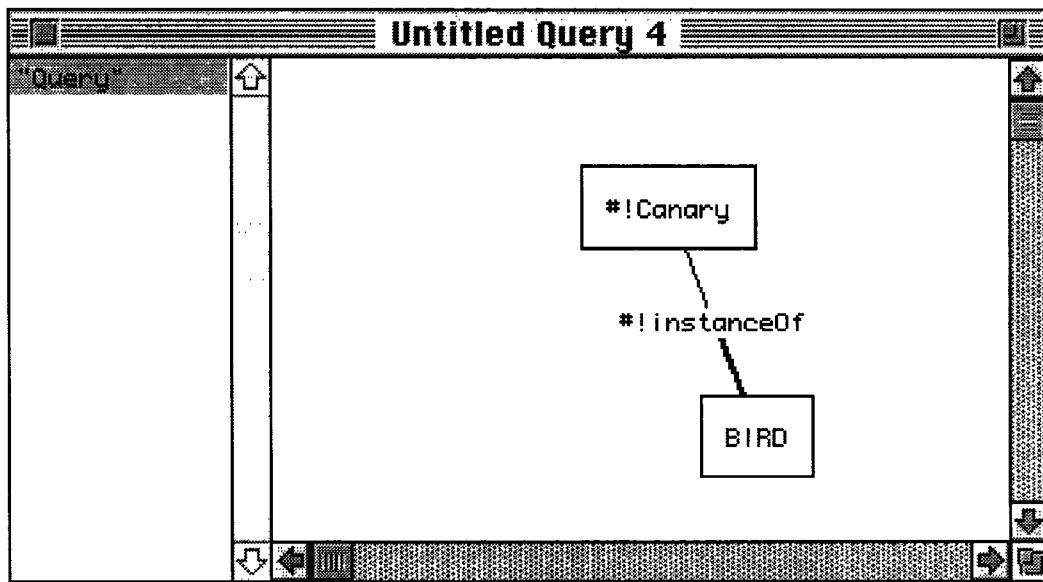 Untitled Query 4
"Query"
#!Canary
#!instanceOf
BIRD